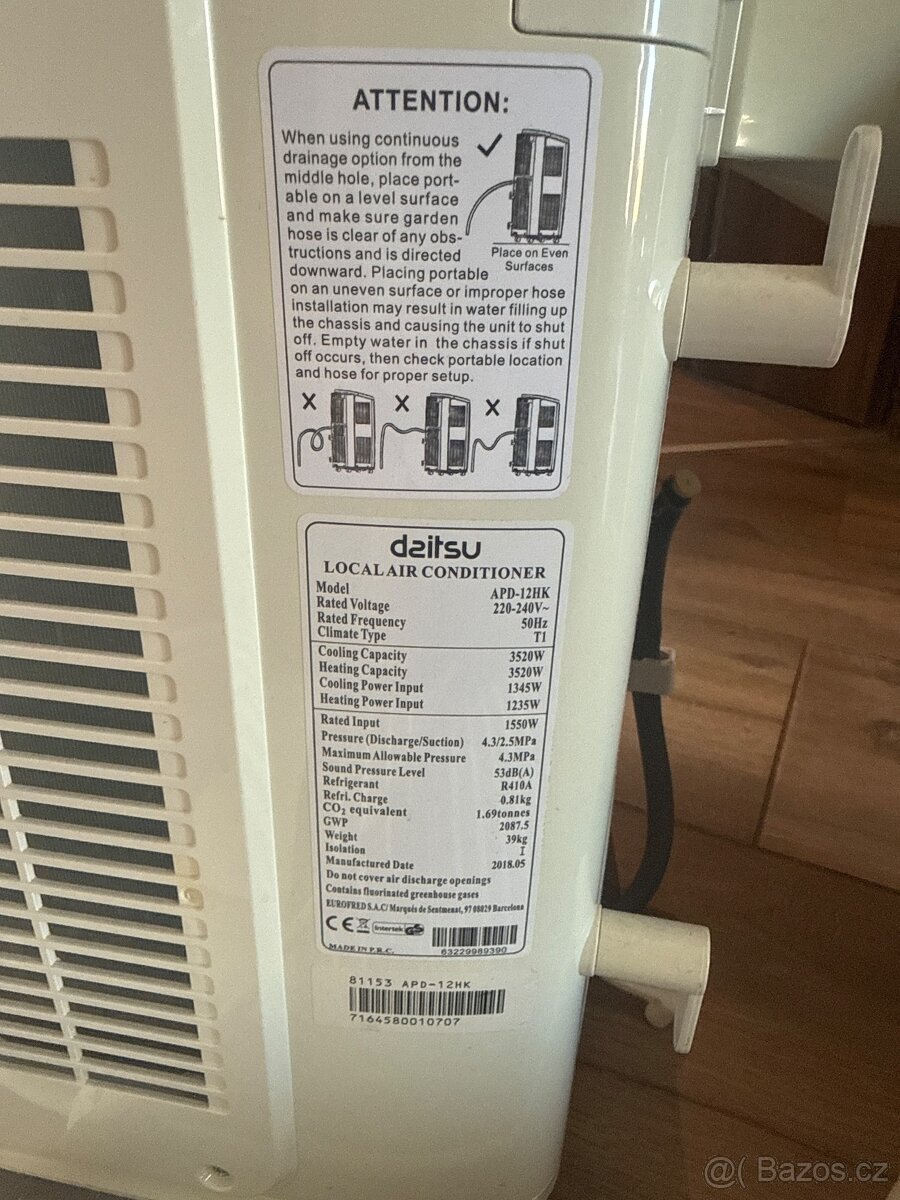 ATTENTION:
When using continuous
drainage option from the
middle hole, place port-
able on a level surface
and make sure garden
hose is clear of any obs-
tructions and is directed
downward. Placing portable
on an uneven surface or improper hose
installation may result in water filling up
the chassis and causing the unit to shut
off. Empty water in the chassis if shut
off occurs, then check portable location
and hose for proper setup.
Place on Even
Surfaces
X X X
daitsu
LOCAL AIR CONDITIONER
Model APD-12HK
Rated Voltage 220-240V~
Rated Frequency 50Hz
Climate Type T1
Cooling Capacity 3520W
Heating Capacity 3520W
Cooling Power Input 1345W
Heating Power Input 1235W
Rated Input 1550W
Pressure (Discharge/Suction) 4.3/2.5MPa
Maximum Allowable Pressure 4.3MPa
Sound Pressure Level 53dB(A)
Refrigerant R410A
Refri. Charge 0.81kg
CO2 equivalent 1.69tonnes
GWP 2087.5
Weight 39kg
Isolation I
Manufactured Date 2018.05
Do not cover air discharge openings
Contains fluorinated greenhouse gases
EUROFRED S.A.C/ Marqués de Sentmenat, 97 08029 Barcelona
CE Intertek GS
MADE IN P.R.C. 63229989390
81153 APD-12HK
7164580010707
@( Bazos.cz